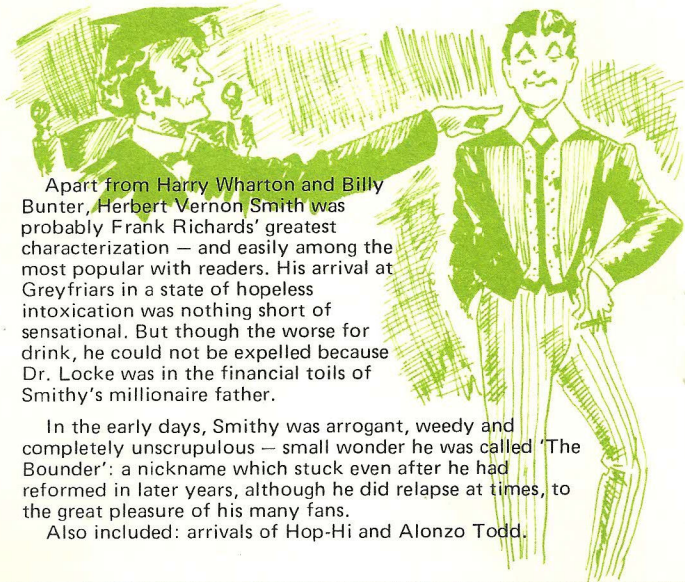 Apart from Harry Wharton and Billy
Bunter, Herbert Vernon Smith was
probably Frank Richards' greatest
characterization — and easily among the
most popular with readers. His arrival at
Greyfriars in a state of hopeless
intoxication was nothing short of
sensational. But though the worse for
drink, he could not be expelled because
Dr. Locke was in the financial toils of
Smithy's millionaire father.
In the early days, Smithy was arrogant, weedy and
completely unscrupulous — small wonder he was called 'The
Bounder': a nickname which stuck even after he had
reformed in later years, although he did relapse at times, to
the great pleasure of his many fans.
Also included: arrivals of Hop-Hi and Alonzo Todd.